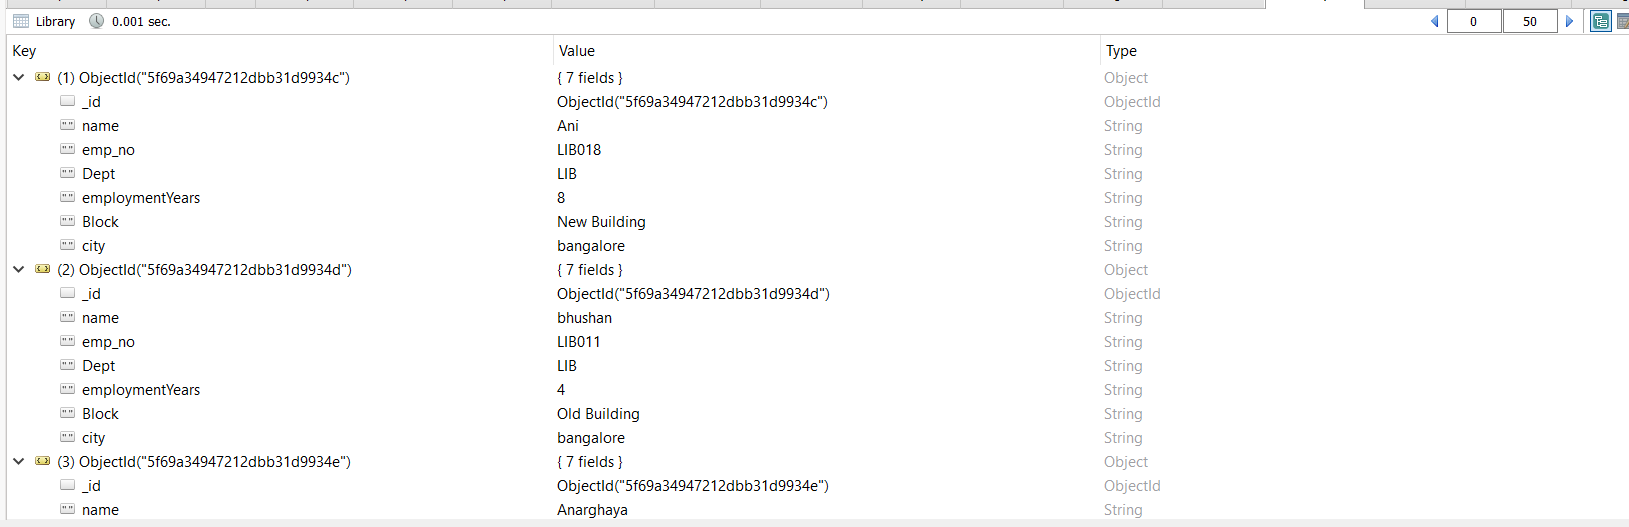 Library 0.001 sec. 0 50
Key Value Type
(1) ObjectId("5f69a34947212dbb31d9934c") { 7 fields } Object
_id ObjectId("5f69a34947212dbb31d9934c") ObjectId
name Ani String
emp_no LIB018 String
Dept LIB String
employmentYears 8 String
Block New Building String
city bangalore String
(2) ObjectId("5f69a34947212dbb31d9934d") { 7 fields } Object
_id ObjectId("5f69a34947212dbb31d9934d") ObjectId
name bhushan String
emp_no LIB011 String
Dept LIB String
employmentYears 4 String
Block Old Building String
city bangalore String
(3) ObjectId("5f69a34947212dbb31d9934e") { 7 fields } Object
_id ObjectId("5f69a34947212dbb31d9934e") ObjectId
name Anarghaya String